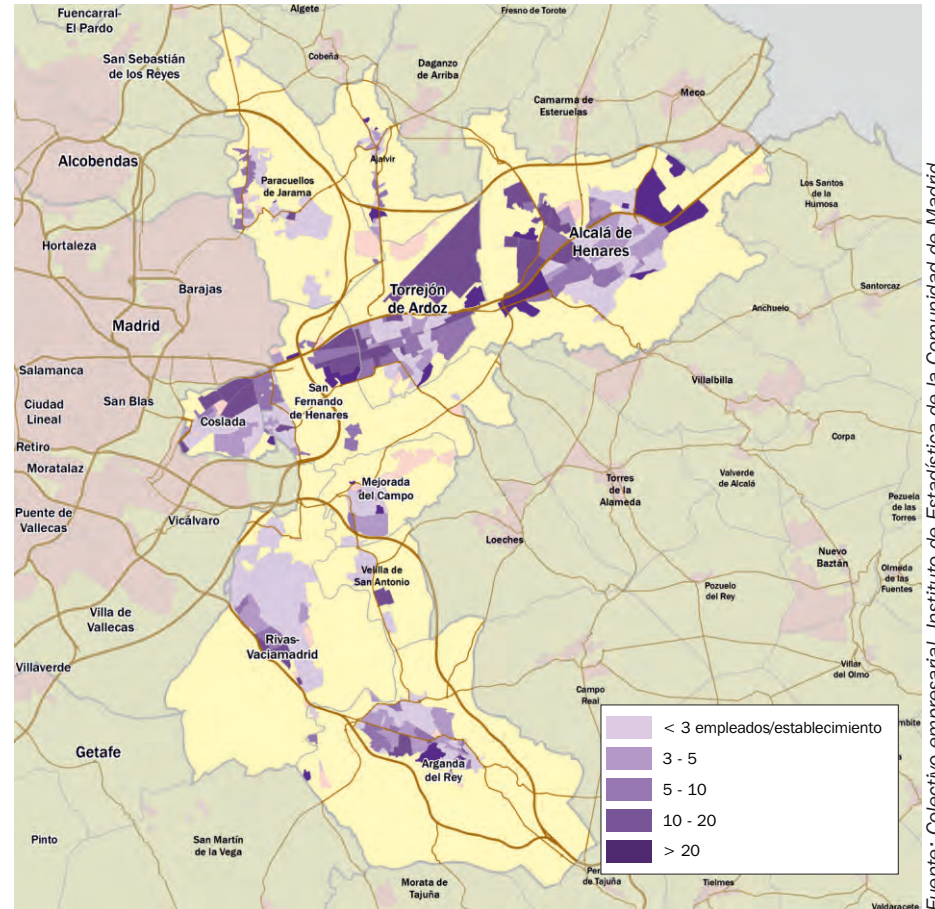 Fuencarral-
El Pardo
Algete
Fresno de Torote
San Sebastián
de los Reyes
Cobeña
Daganzo
de Arriba
Camarma de
Esteruelas
Meco
Alcobendas
Ajalvir
Paracuellos
de Jarama
Los Santos
de la
Humosa
Hortaleza
Alcalá de
Henares
Barajas
Torrejón
de Ardoz
Santorcaz
Anchuelo
Madrid
Salamanca
San Blas
Ciudad
Lineal
San
Fernando
de Henares
Villalbilla
Coslada
Retiro
Moratalaz
Corpa
Mejorada
del Campo
Torres
de la
Alameda
Valverde
de Alcalá
Pezuela
de las
Torres
Puente de
Vallecas
Vicálvaro
Loeches
Nuevo
Baztán
Velilla de
San Antonio
Olmeda
de las
Fuentes
Pozuelo
del Rey
Villa de
Vallecas
Rivas-
Vaciamadrid
Villaverde
Villar
del Olmo
Campo
Real
Getafe
Arganda
del Rey
Pinto
San Martín
de la Vega
Morata de
Tajuña
de Tajuña
Tielmes
Valdaracete
< 3 empleados/establecimiento
3 - 5
5 - 10
10 - 20
> 20
Fuente: Colectivo empresarial. Instituto de Estadística de la Comunidad de Madrid